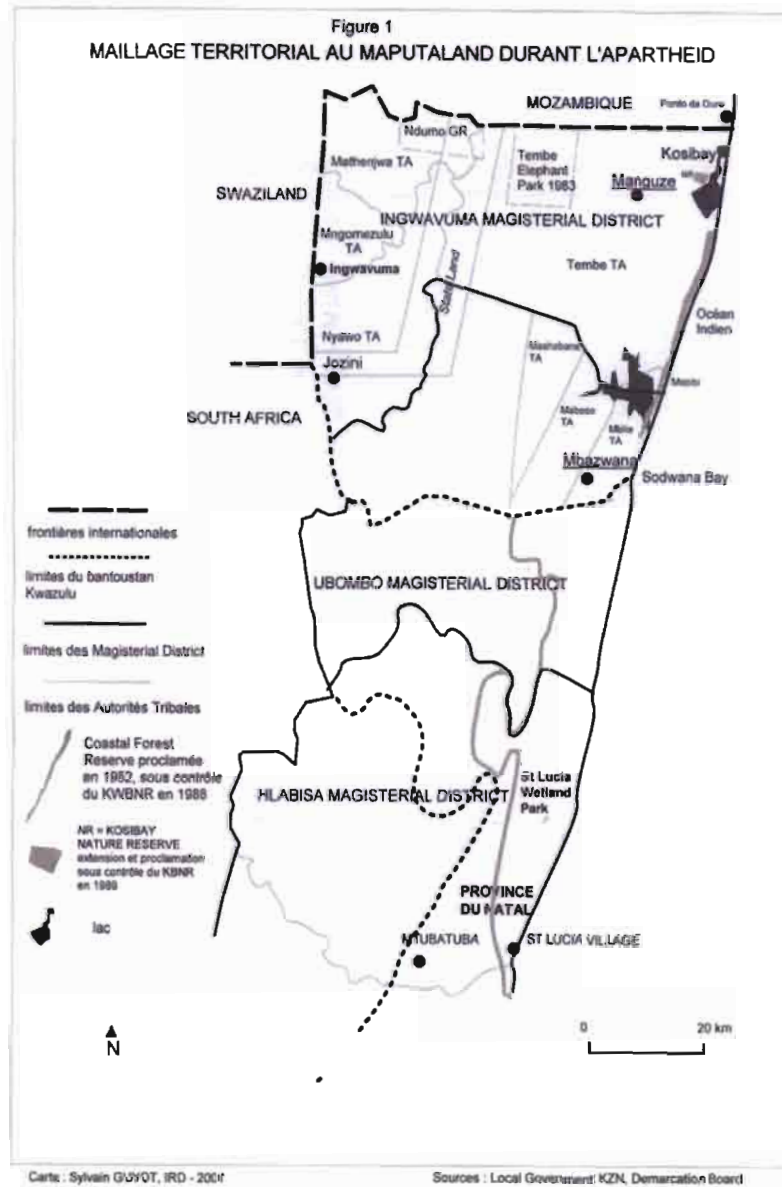 Figure 1
MAILLAGE TERRITORIAL AU MAPUTALAND DURANT L'APARTHEID
MOZAMBIQUE
Ponto da Ouro
Ndumo GR
Kosibay
Mathenjwa TA
Tembe
Elephant
Park 1983
NR
Manguze
SWAZILAND
INGWAVUMA MAGISTERIAL DISTRICT
Mngomezulu
TA
Ingwavuma
Tembe TA
State Land
Océan
Indien
Nyawo TA
Mashabane
TA
Jozini
SOUTH AFRICA
Mabaso
TA
Mbila
TA
Mbazwana
Sodwana Bay
frontières internationales
limites du bantoustan
Kwazulu
UBOMBO MAGISTERIAL DISTRICT
limites des Magisterial District
limites des Autorités Tribales
Coastal Forest
Reserve proclamée
en 1952, sous contrôle
du KWBNR en 1988
HLABISA MAGISTERIAL DISTRICT
St Lucia
Wetland
Park
NR = KOSIBAY
NATURE RESERVE
extension et proclamation
sous contrôle du KBNR
en 1989
PROVINCE
DU NATAL
lac
MTUBATUBA
ST LUCIA VILLAGE
0 20 km
N
Carte : Sylvain GUYOT, IRD - 2001
Sources : Local Government KZN, Demarcation Board